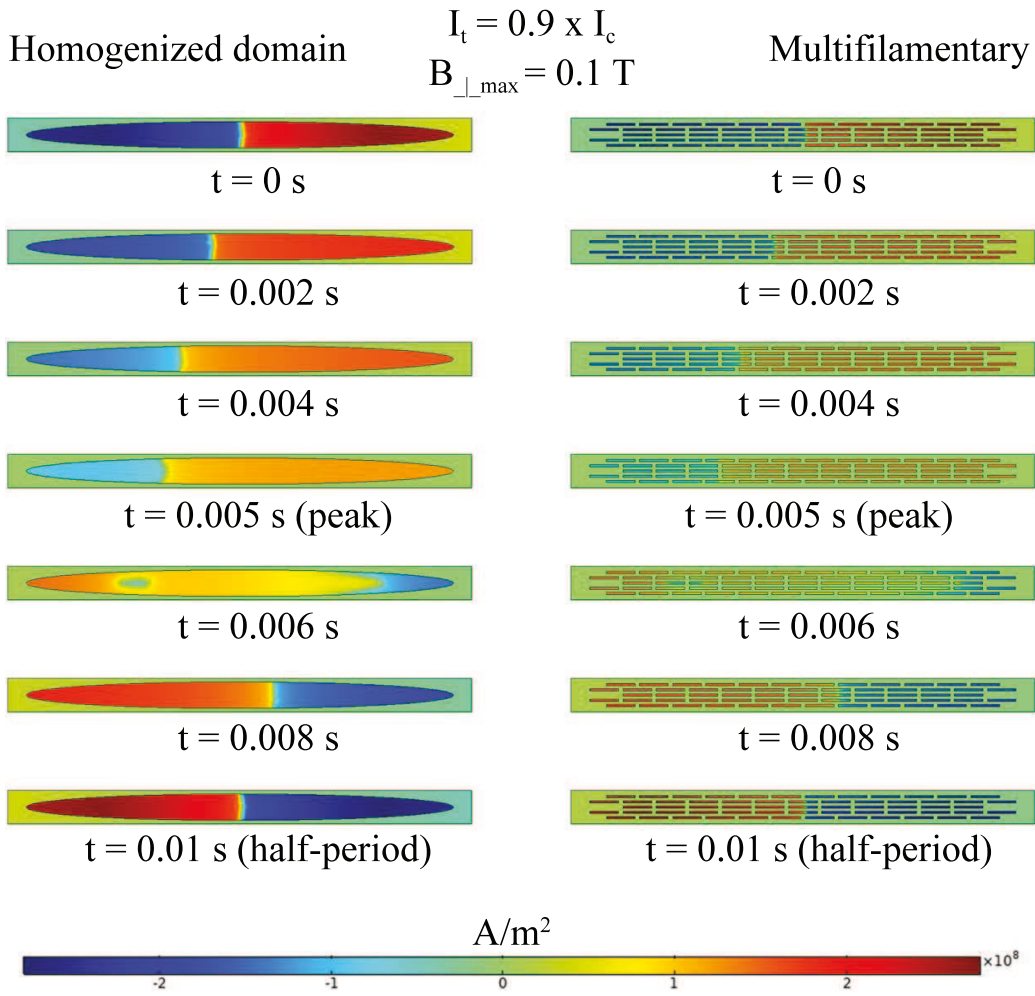 Homogenized domain
I_t = 0.9 x I_c
B_|_max = 0.1 T
Multifilamentary
t = 0 s
t = 0 s
t = 0.002 s
t = 0.002 s
t = 0.004 s
t = 0.004 s
t = 0.005 s (peak)
t = 0.005 s (peak)
t = 0.006 s
t = 0.006 s
t = 0.008 s
t = 0.008 s
t = 0.01 s (half-period)
t = 0.01 s (half-period)
A/m²
×10⁸
-2 -1 0 1 2